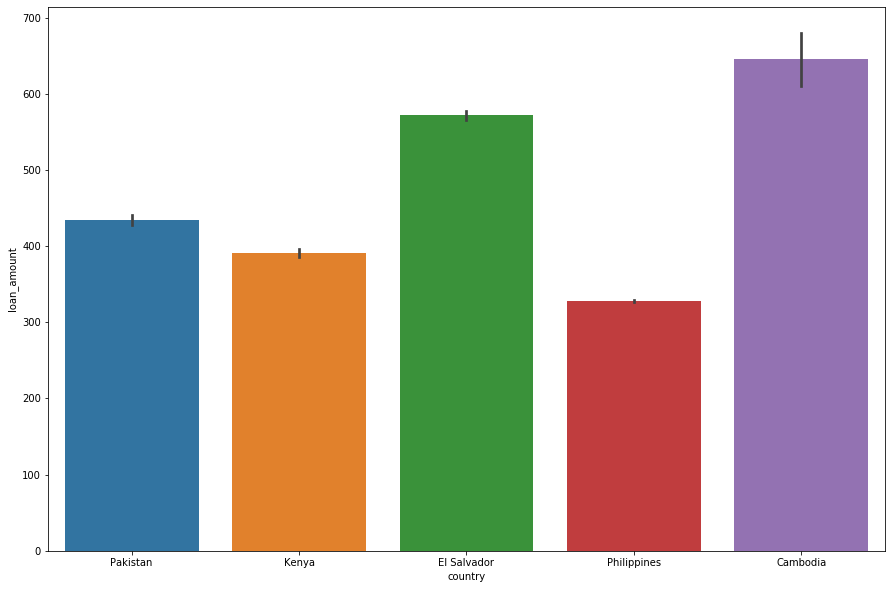 700
600
500
400
300
200
100
0
loan_amount
Pakistan
Kenya
El Salvador
Philippines
Cambodia
country